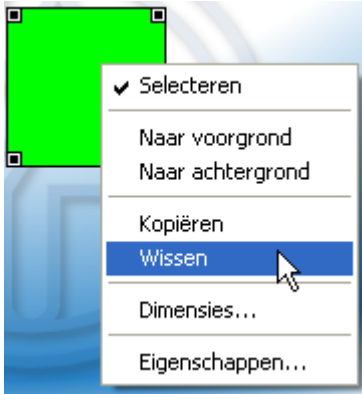 Selecteren
Naar voorgrond
Naar achtergrond
Kopiëren
Wissen
Dimensies...
Eigenschappen...